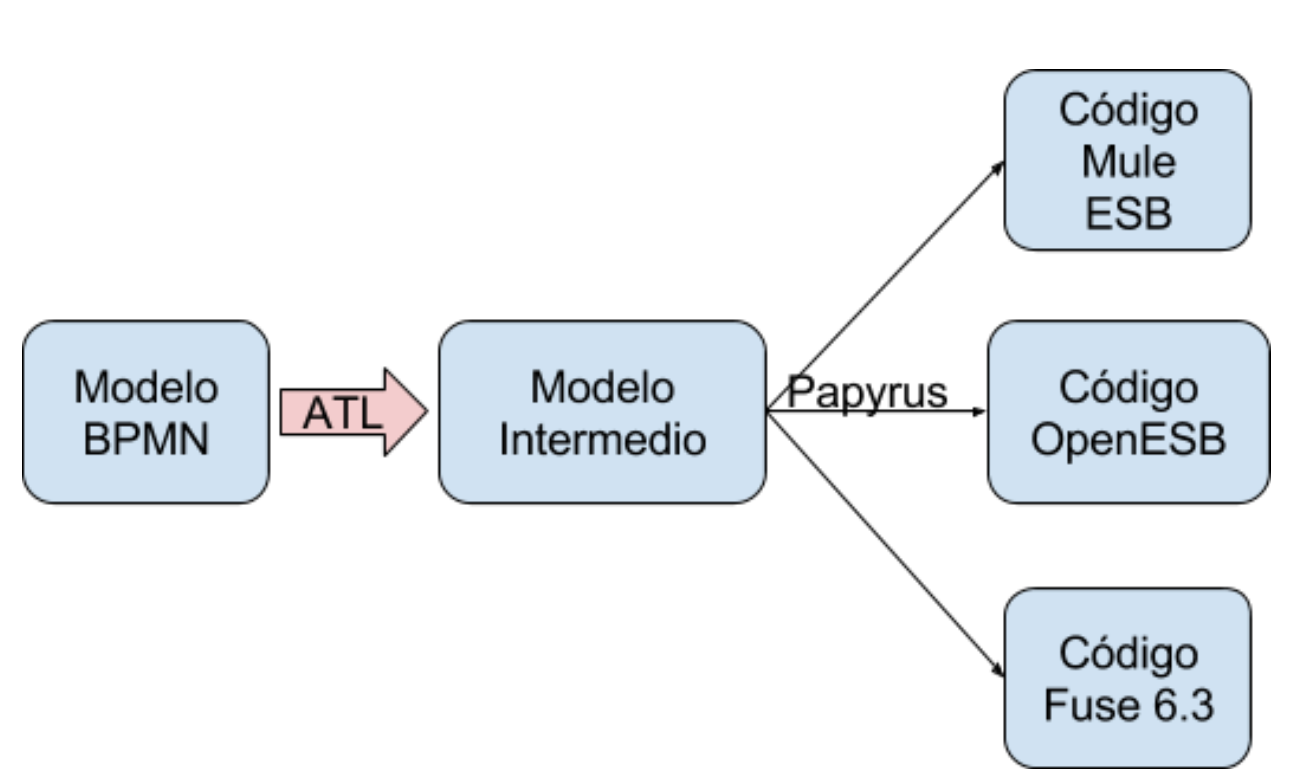 Modelo
BPMN
ATL
Modelo
Intermedio
Papyrus
Código
Mule
ESB
Código
OpenESB
Código
Fuse 6.3